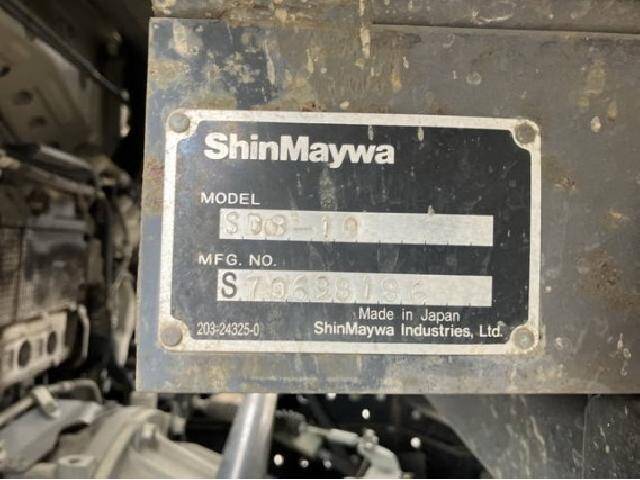 ShinMaywa
MODEL
MFG. NO.
S
Made in Japan
203-24325-0
ShinMaywa Industries, Ltd.